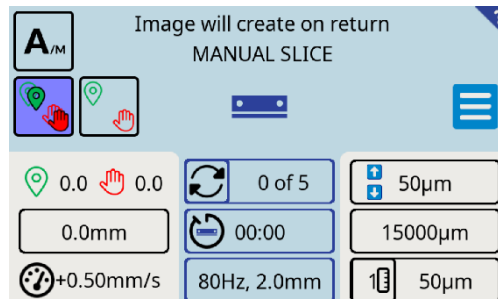 A/M
Image will create on return
MANUAL SLICE
0.0 0.0
0 of 5
50µm
0.0mm
00:00
15000µm
+0.50mm/s
80Hz, 2.0mm
1 50µm